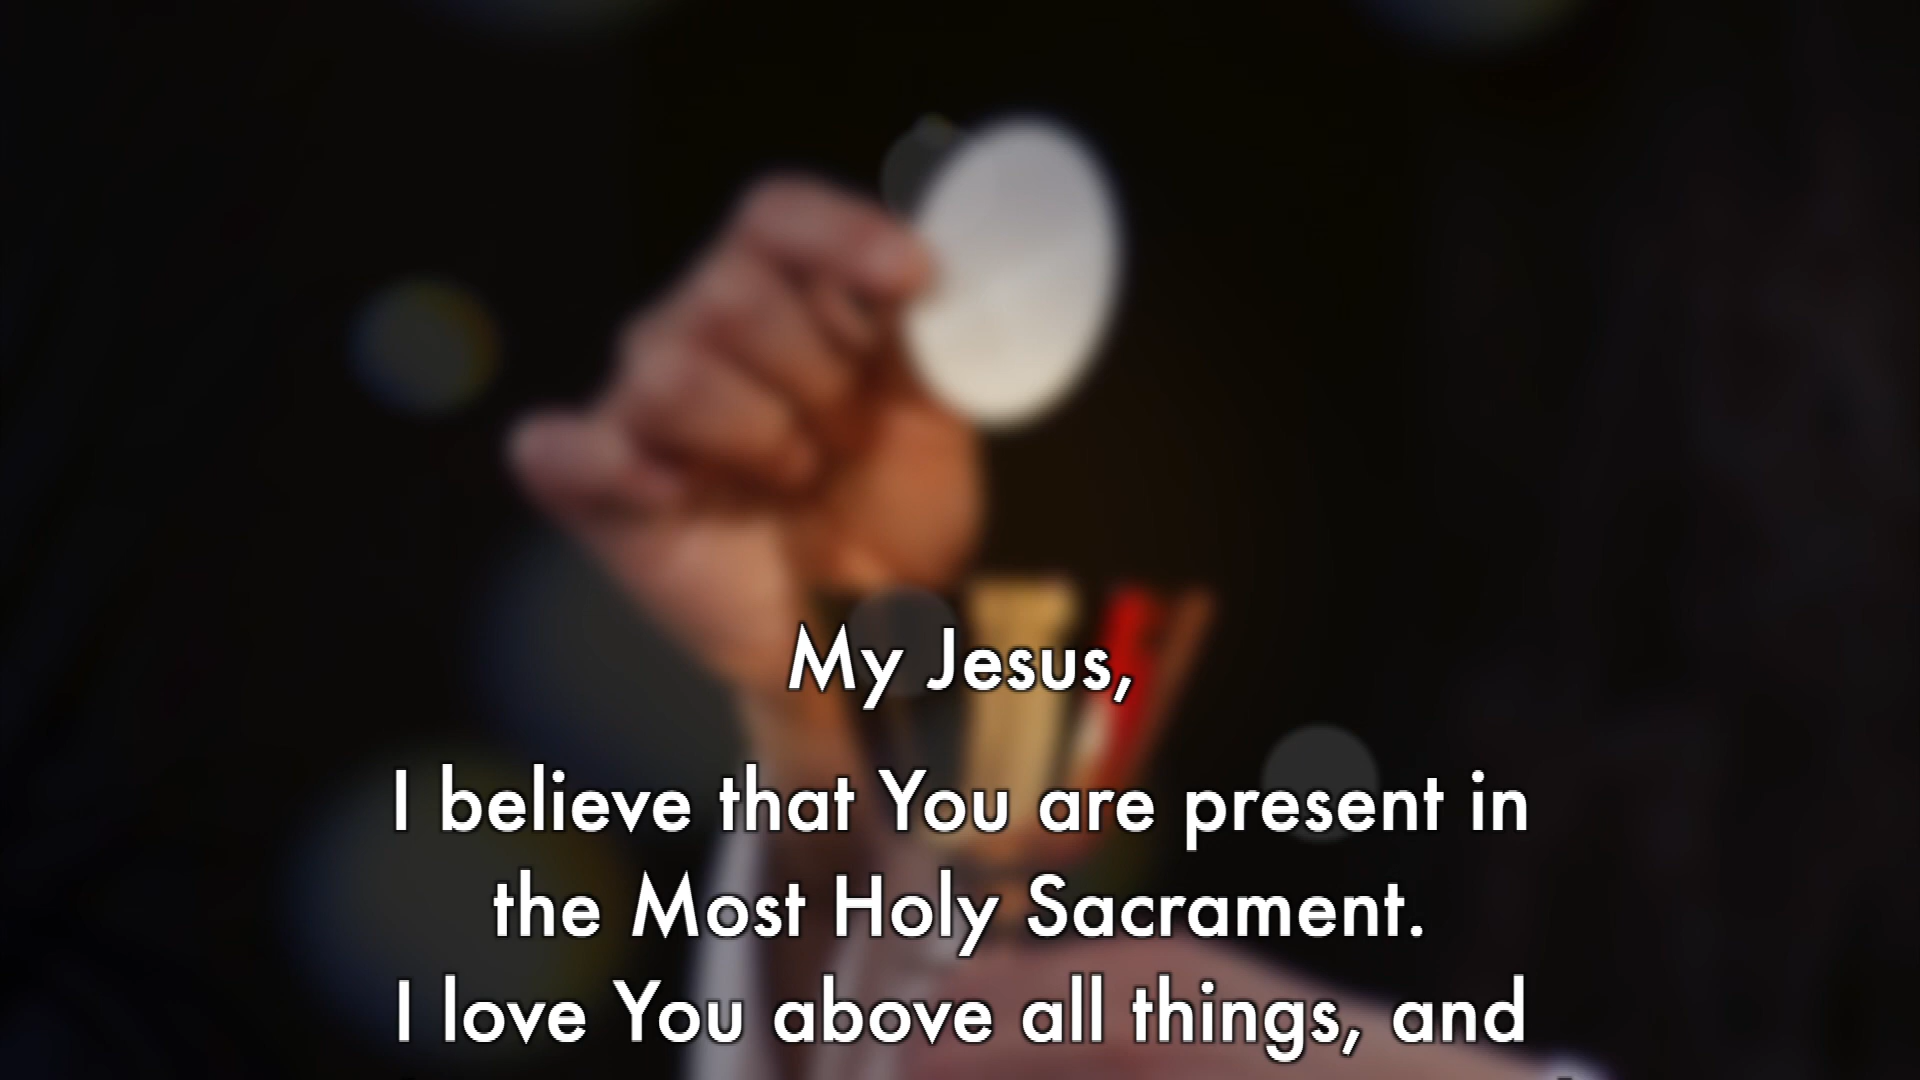 My Jesus,
I believe that You are present in
the Most Holy Sacrament.
I love You above all things, and